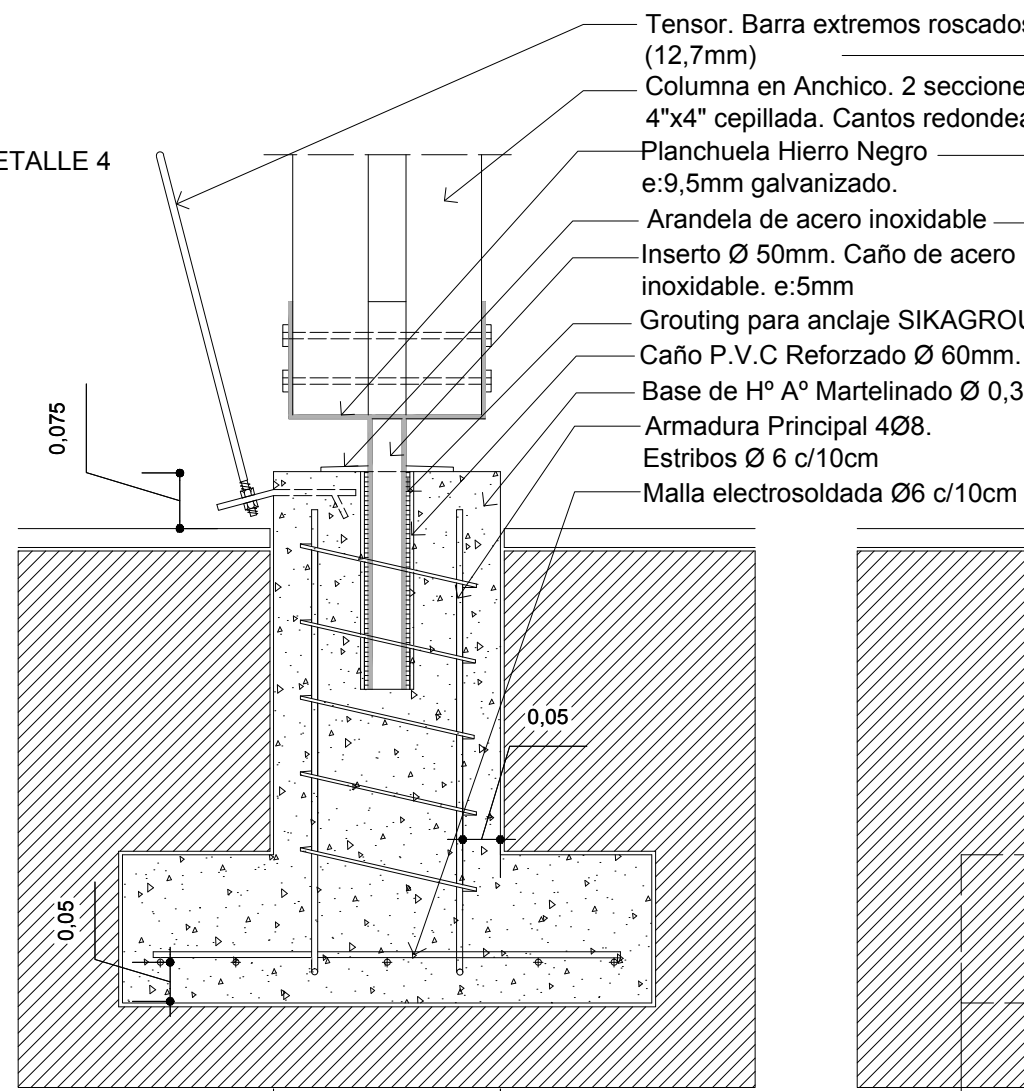 Tensor. Barra extremos roscados
(12,7mm)
Columna en Anchico. 2 seccione
4"x4" cepillada. Cantos redondea
ETALLE 4
Planchuela Hierro Negro
e:9,5mm galvanizado.
Arandela de acero inoxidable
Inserto Ø 50mm. Caño de acero
inoxidable. e:5mm
Grouting para anclaje SIKAGROU
Caño P.V.C Reforzado Ø 60mm.
Base de Hº Aº Martelinado Ø 0,3
Armadura Principal 4Ø8.
Estribos Ø 6 c/10cm
Malla electrosoldada Ø6 c/10cm
0,075
0,05
0,05